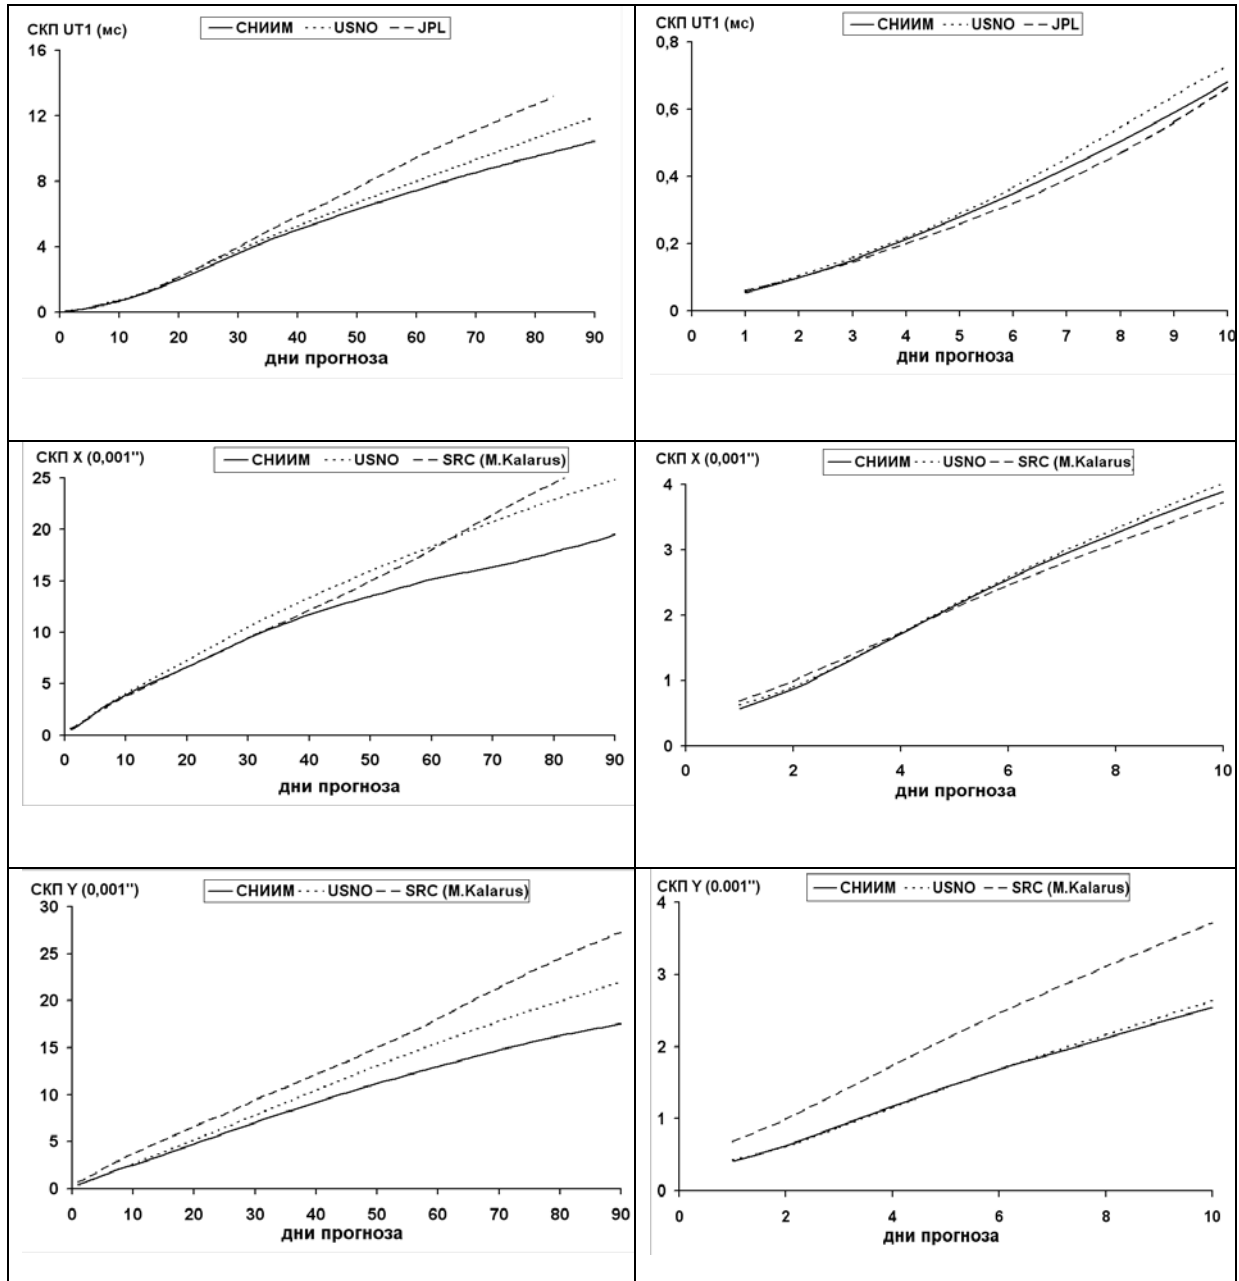 СКП UT1 (мс)
СНИИМ USNO JPL
16
12
8
4
0
0 10 20 30 40 50 60 70 80 90
дни прогноза
СКП UT1 (мс)
СНИИМ USNO JPL
0,8
0,6
0,4
0,2
0
0 1 2 3 4 5 6 7 8 9 10
дни прогноза
СКП X (0,001")
СНИИМ USNO SRC (M.Kalarus)
25
20
15
10
5
0
0 10 20 30 40 50 60 70 80 90
дни прогноза
СКП X (0,001")
СНИИМ USNO SRC (M.Kalarus)
4
3
2
1
0
0 2 4 6 8 10
дни прогноза
СКП Y (0,001")
СНИИМ USNO SRC (M.Kalarus)
30
25
20
15
10
5
0
0 10 20 30 40 50 60 70 80 90
дни прогноза
СКП Y (0.001")
СНИИМ USNO SRC (M.Kalarus)
4
3
2
1
0
0 2 4 6 8 10
дни прогноза